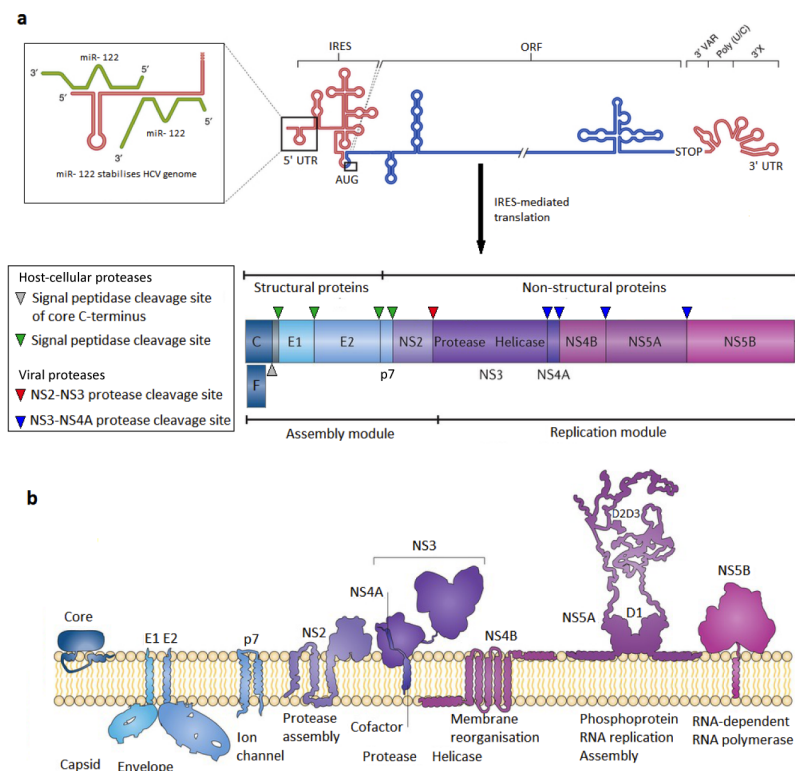 a
IRES
ORF
3' VAR
Poly (U/C)
3'X
miR- 122
3'
5'
5'
miR- 122
5'
3'
miR- 122 stabilises HCV genome
5' UTR
AUG
STOP
3' UTR
IRES-mediated
translation
Host-cellular proteases
Signal peptidase cleavage site
of core C-terminus
Signal peptidase cleavage site
Viral proteases
NS2-NS3 protease cleavage site
NS3-NS4A protease cleavage site
Structural proteins
Non-structural proteins
C
E1
E2
NS2
Protease
Helicase
NS4B
NS5A
NS5B
F
p7
NS3
NS4A
Assembly module
Replication module
b
Core
E1 E2
p7
NS2
NS4A
NS3
NS4B
NS5A
D2D3
D1
NS5B
Capsid
Envelope
Ion
channel
Protease
assembly
Cofactor
Protease
Helicase
Membrane
reorganisation
Phosphoprotein
RNA replication
Assembly
RNA-dependent
RNA polymerase